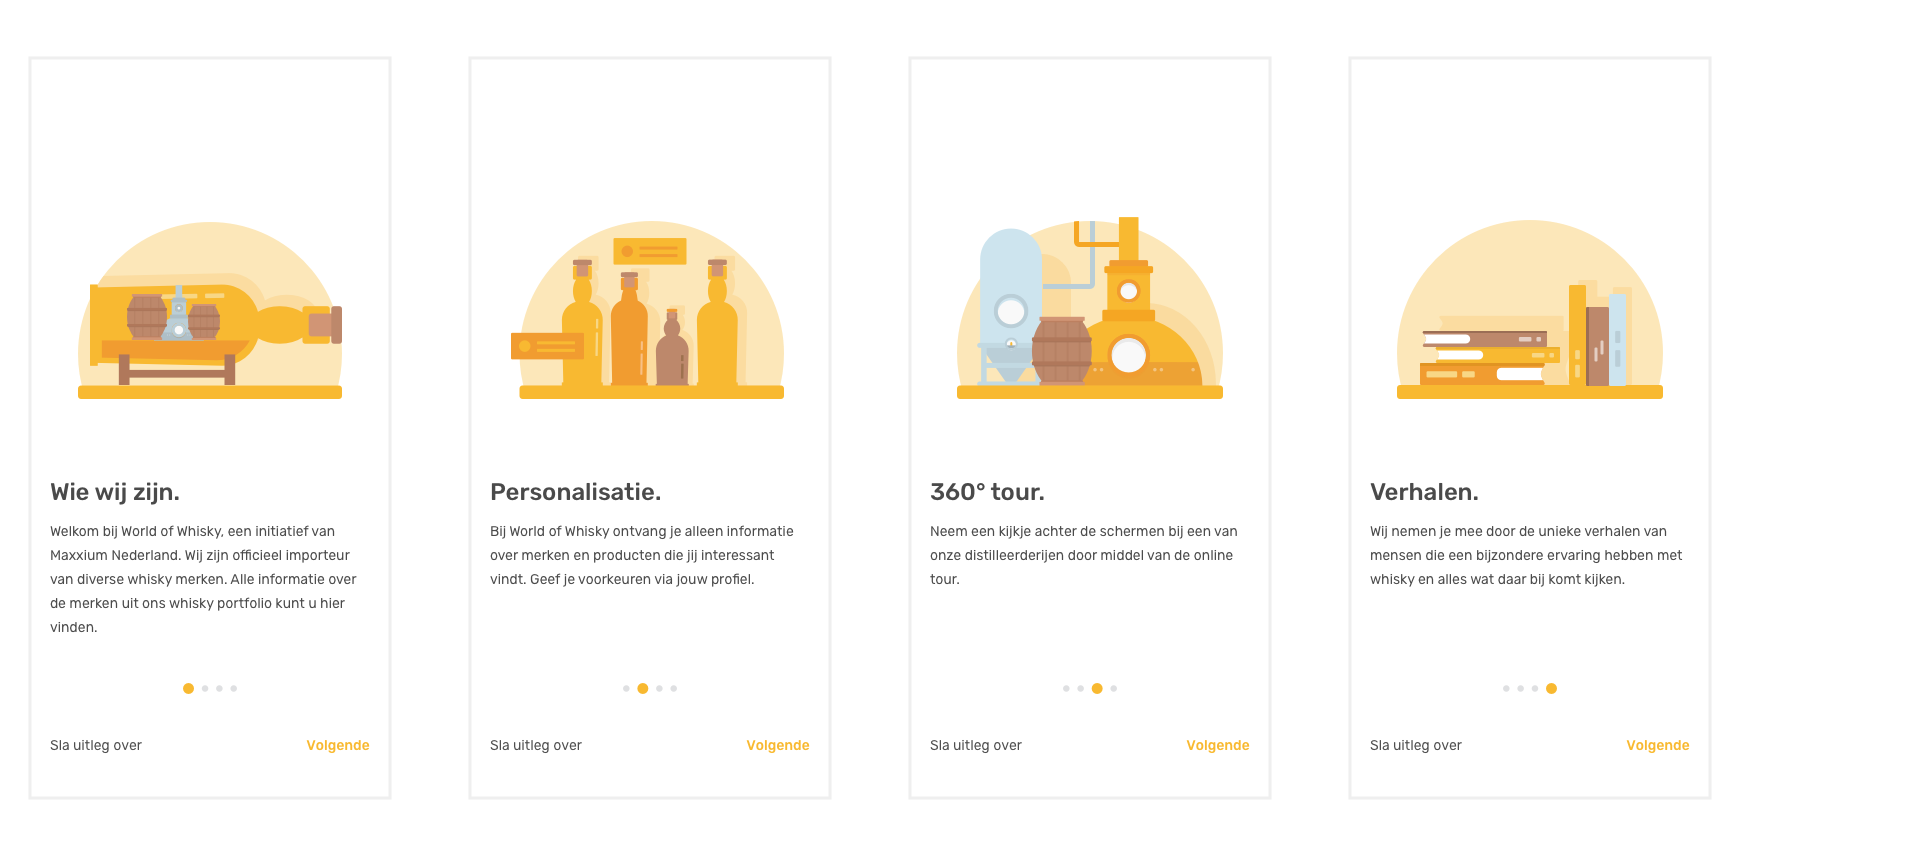 Wie wij zijn.
Welkom bij World of Whisky, een initiatief van
Maxxium Nederland. Wij zijn officieel importeur
van diverse whisky merken. Alle informatie over
de merken uit ons whisky portfolio kunt u hier
vinden.
Sla uitleg over
Volgende
Personalisatie.
Bij World of Whisky ontvang je alleen informatie
over merken en producten die jij interessant
vindt. Geef je voorkeuren via jouw profiel.
Sla uitleg over
Volgende
360° tour.
Neem een kijkje achter de schermen bij een van
onze distilleerderijen door middel van de online
tour.
Sla uitleg over
Volgende
Verhalen.
Wij nemen je mee door de unieke verhalen van
mensen die een bijzondere ervaring hebben met
whisky en alles wat daar bij komt kijken.
Sla uitleg over
Volgende